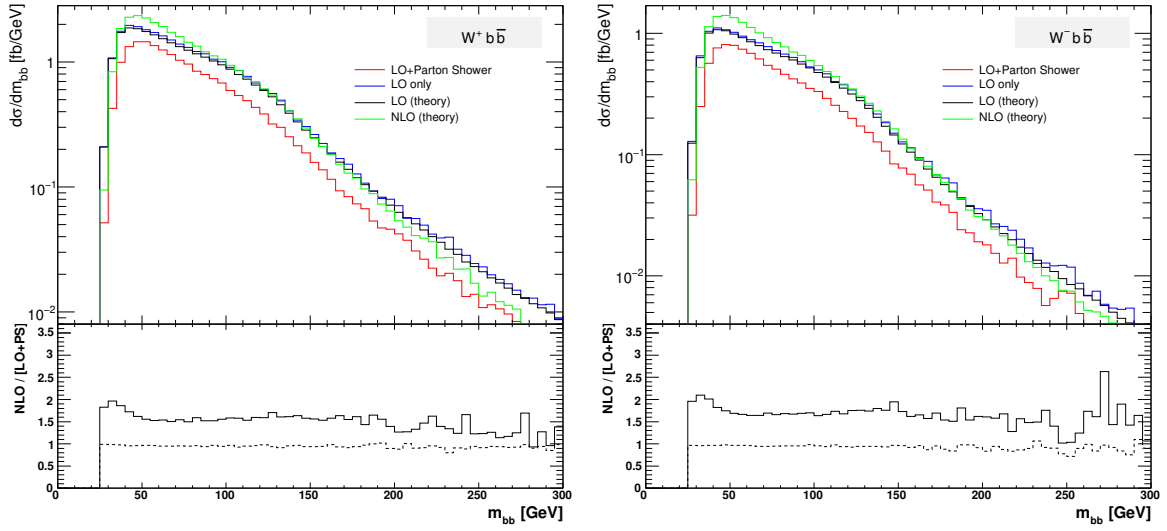 dσ/dm_bb [fb/GeV]
W⁺ b b̅
LO+Parton Shower
LO only
LO (theory)
NLO (theory)
1
10⁻¹
10⁻²
NLO / [LO+PS]
3.5
3
2.5
2
1.5
1
0.5
0
0 50 100 150 200 250 300
m_bb [GeV]
dσ/dm_bb [fb/GeV]
W⁻ b b̅
LO+Parton Shower
LO only
LO (theory)
NLO (theory)
1
10⁻¹
10⁻²
NLO / [LO+PS]
3.5
3
2.5
2
1.5
1
0.5
0
0 50 100 150 200 250 300
m_bb [GeV]